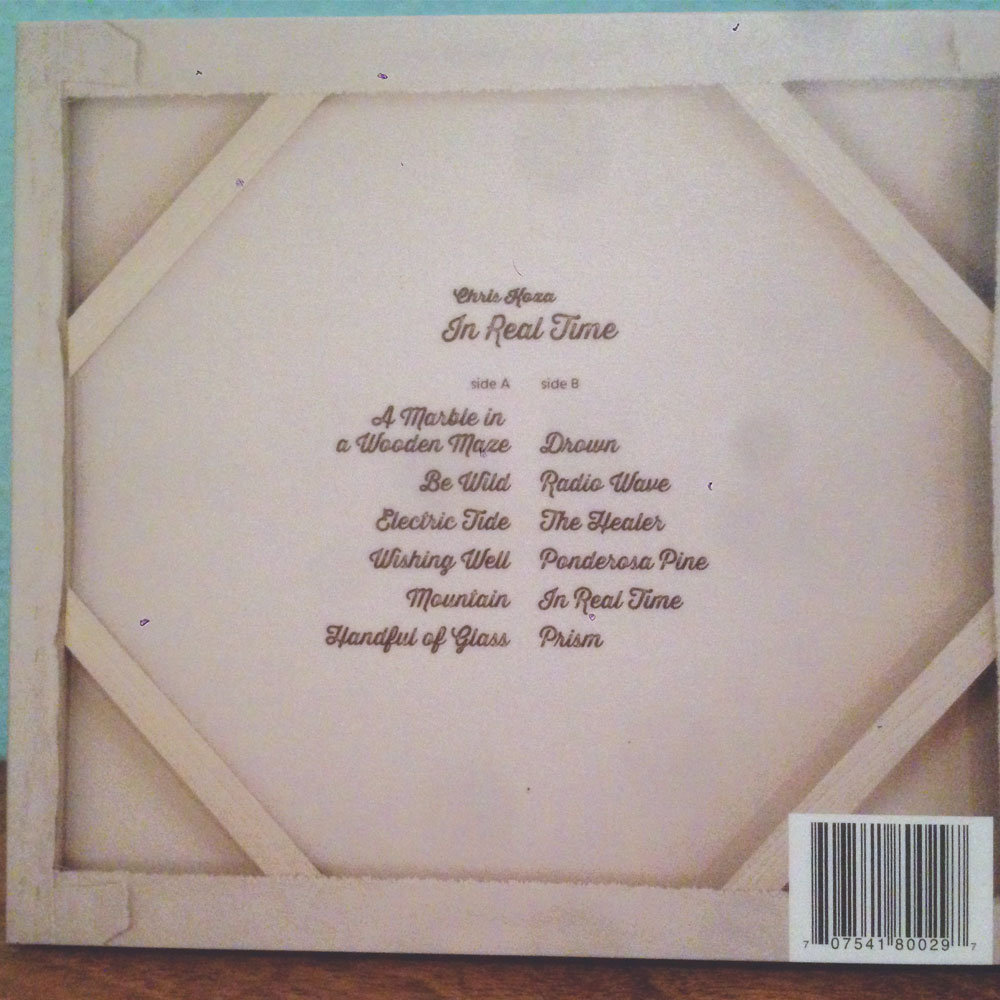 Chris Koza
In Real Time
side A
A Marble in
a Wooden Maze
Be Wild
Electric Tide
Wishing Well
Mountain
Handful of Glass
side B
Drown
Radio Wave
The Healer
Ponderosa Pine
In Real Time
Prism
7 07541 80029 7